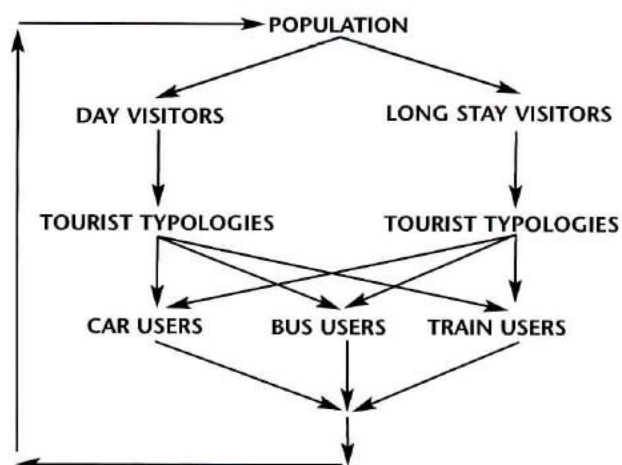 POPULATION
DAY VISITORS
LONG STAY VISITORS
TOURIST TYPOLOGIES
TOURIST TYPOLOGIES
CAR USERS
BUS USERS
TRAIN USERS